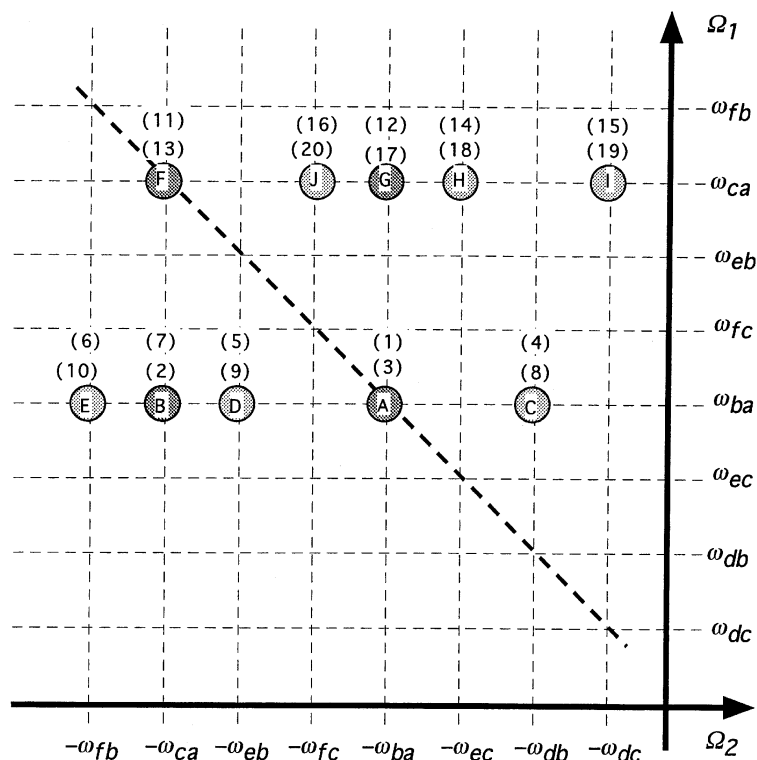 Ω1
ωfb
(11) (16) (12) (14) (15)
(13) (20) (17) (18) (19)
F J G H I
ωca
ωeb
ωfc
(6) (7) (5) (1) (4)
(10) (2) (9) (3) (8)
E B D A C
ωba
ωec
ωdb
ωdc
-ωfb -ωca -ωeb -ωfc -ωba -ωec -ωdb -ωdc Ω2